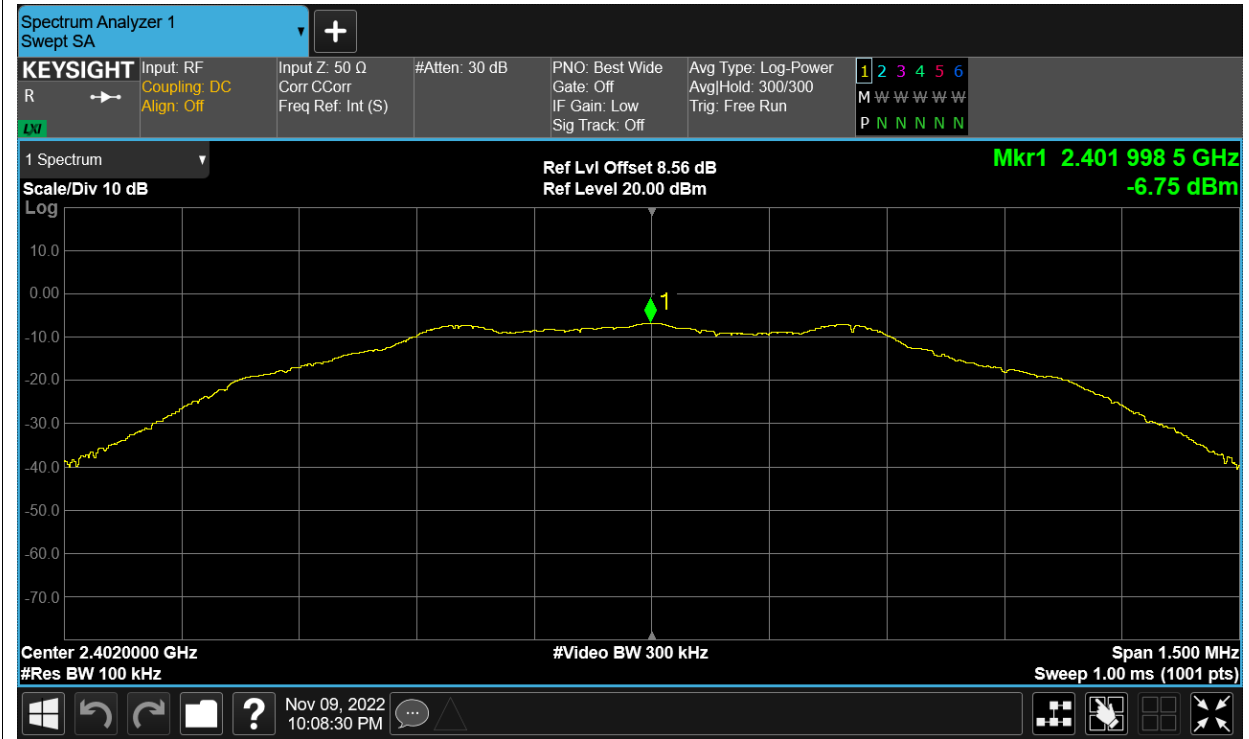 Spectrum Analyzer 1
Swept SA
KEYSIGHT
R
LXI
Input: RF
Coupling: DC
Align: Off
Input Z: 50 Ω
Corr CCorr
Freq Ref: Int (S)
#Atten: 30 dB
PNO: Best Wide
Gate: Off
IF Gain: Low
Sig Track: Off
Avg Type: Log-Power
Avg|Hold: 300/300
Trig: Free Run
1 2 3 4 5 6
M W W W W W
P N N N N N
1 Spectrum
Scale/Div 10 dB
Ref Lvl Offset 8.56 dB
Ref Level 20.00 dBm
Mkr1 2.401 998 5 GHz
-6.75 dBm
Log
10.0
0.00
-10.0
-20.0
-30.0
-40.0
-50.0
-60.0
-70.0
1
Center 2.4020000 GHz
#Res BW 100 kHz
#Video BW 300 kHz
Span 1.500 MHz
Sweep 1.00 ms (1001 pts)
?
Nov 09, 2022
10:08:30 PM